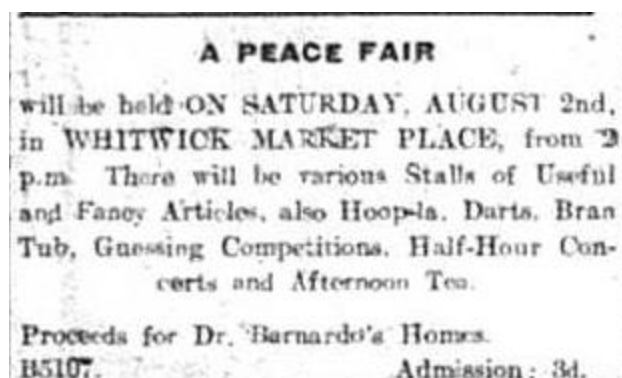 A PEACE FAIR
will be held ON SATURDAY, AUGUST 2nd,
in WHITWICK MARKET PLACE, from 2
p.m. There will be various Stalls of Useful
and Fancy Articles, also Hoop-la, Darts, Bran
Tub, Guessing Competitions, Half-Hour Con-
certs and Afternoon Tea.
Proceeds for Dr. Barnardo's Homes.
B5107. Admission: 3d.